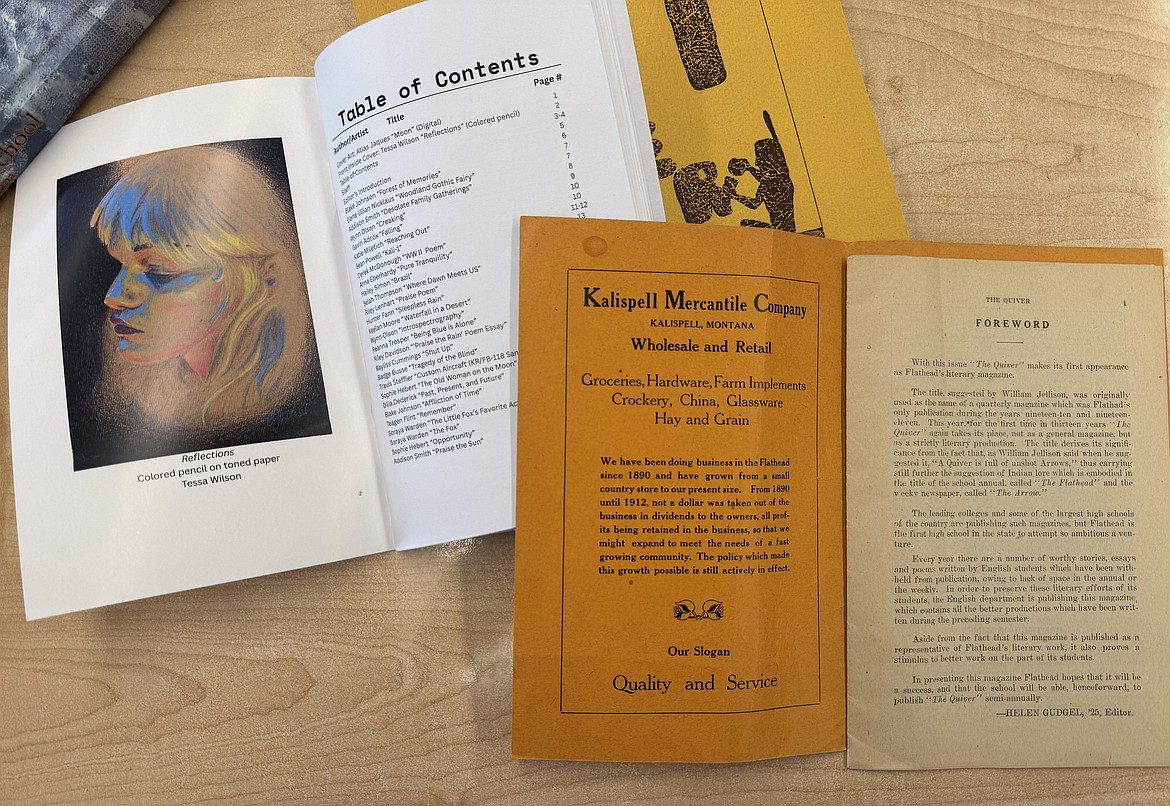 chool
Reflections
Colored pencil on toned paper
Tessa Wilson
2
Table of Contents
Author/Artist Title Page #
Cover Art: Atlas Jaques "Moon" (Digital) 1
Front Inside Cover: Tessa Wilson "Reflections" (Colored pencil) 2
Table of Contents 3-4
Staff 5
Editor's Introduction 6
Blake Johnson "Forest of Memories" 7
Elena-Jillian Nicklaus "Woodland Gothic Fairy" 7
Addison Smith "Desolate Family Gatherings" 8
Wynn Olson "Creaking" 9
Gavin Adcox "Falling" 10
Katie Miletich "Reaching Out" 10
Sean Powell "Kali-1" 11-12
Derek McDonough "WW II Poem" 13
Anna Eberhardy "Pure Tranquility"
Hailey Simon "Brazil"
Selah Thompson "Where Dawn Meets US"
Riley Lenhart "Praise Poem"
Hunter Fann "Sleepless Rain"
Keelan Moore "Waterfall in a Desert"
Wynn Olson "Introspectrography"
Reanna Trosper "Being Blue is Alone"
Riley Davidson "'Praise the Rain' Poem Essay"
Bayliss Cummings "Shut Up"
Badge Busse "Tragedy of the Blind"
Travis Steffler "Custom Aircraft (KR/FB-118 San
Sophie Hebert "The Old Woman on the Moon"
Dilia Dederick "Past, Present, and Future"
Blake Johnson "Affliction of Time"
Teagen Flint "Remember"
Soraya Warden "The Little Fox's Favorite Ac
Soraya Warden "The Fox"
Sophie Hebert "Opportunity"
Addison Smith "Praise the Sun"
Kalispell Mercantile Company
KALISPELL, MONTANA
Wholesale and Retail
Groceries, Hardware, Farm Implements
Crockery, China, Glassware
Hay and Grain
We have been doing business in the Flathead
since 1890 and have grown from a small
country store to our present size. From 1890
until 1912, not a dollar was taken out of the
business in dividends to the owners, all prof-
its being retained in the business, so that we
might expand to meet the needs of a fast
growing community. The policy which made
this growth possible is still actively in effect.
Our Slogan
Quality and Service
THE QUIVER 1
FOREWORD
With this issue "The Quiver" makes its first appearance
as Flathead's literary magazine.
The title, suggested by William Jellison, was originally
used as the name of a quarterly magazine which was Flathad's
only publication during the years nineteen-ten and nineteen-
eleven. This year, for the first time in thirteen years "The
Quiver" again takes its place, not as a general magazine, but
as a strictly literary production. The title derives its signifi-
cance from the fact that, as William Jellison said when he sug-
gested it, "A Quiver is full of unshot Arrows," thus carrying
still further the suggestion of Indian lore which is embodied in
the title of the school annual, called "The Flathead" and the
weekly newspaper, called "The Arrow."
The leading colleges and some of the largest high schools
of the country are publishing such magazines, but Flathead is
the first high school in the state to attempt so ambitious a ven-
ture.
Every year there are a number of worthy stories, essays
and poems written by English students which have been with-
held from publication, owing to lack of space in the annual or
the weekly. In order to preserve these literary efforts of its
students, the English department is publishing this magazine,
which contains all the better productions which have been writ-
ten during the preceding semester.
Aside from the fact that this magazine is published as a
representative of Flathead's literary work, it also proves a
stimulus to better work on the part of its students.
In presenting this magazine Flathead hopes that it will be
a success, and that the school will be able, henceforward, to
publish "The Quiver" semi-annually.
—HELEN GUDGEL, '25, Editor.